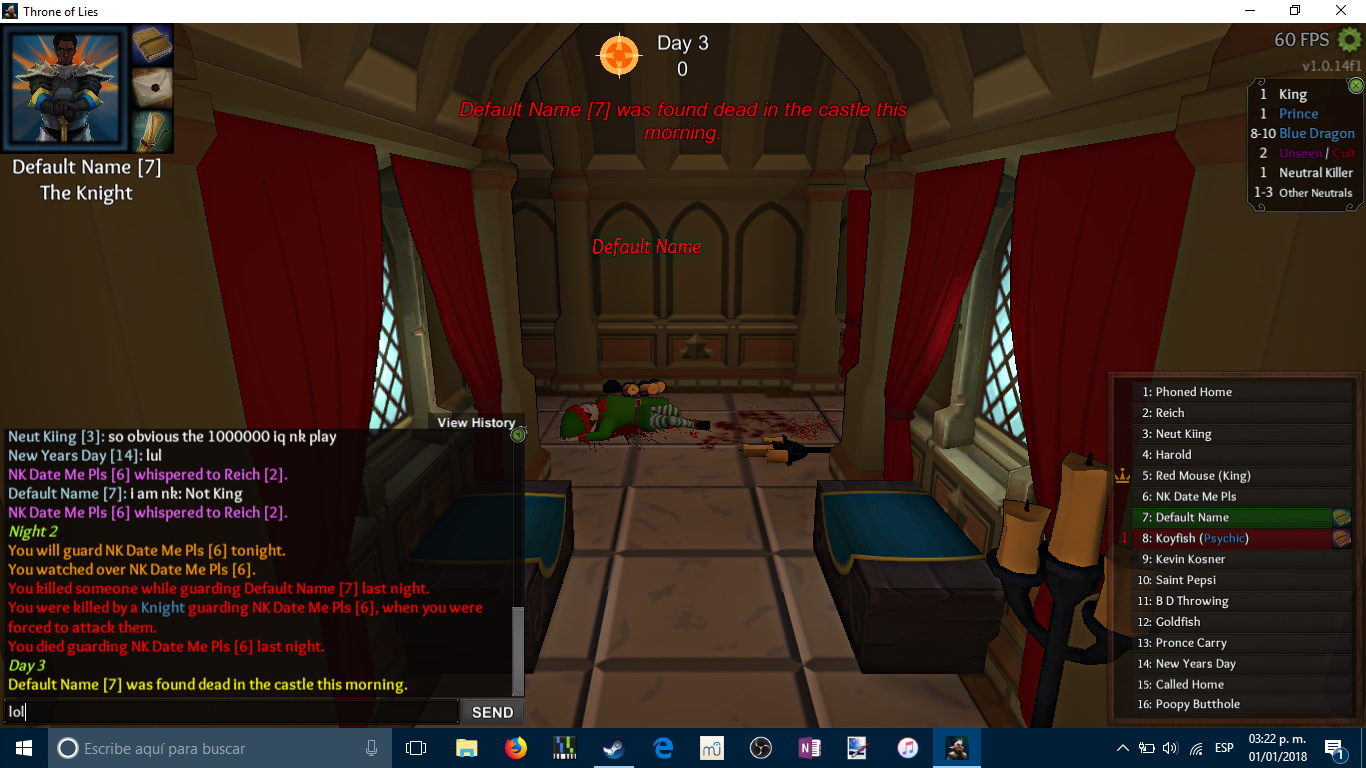 Throne of Lies
Day 3
0
60 FPS
v1.0.14f1
Default Name [7] was found dead in the castle this
morning.
Default Name [7]
The Knight
1 King
1 Prince
8-10 Blue Dragon
2 Unseen / Cult
1 Neutral Killer
1-3 Other Neutrals
Default Name
View History
Neut Kiing [3]: so obvious the 1000000 iq nk play
New Years Day [14]: lul
NK Date Me Pls [6] whispered to Reich [2].
Default Name [7]: i am nk: Not King
NK Date Me Pls [6] whispered to Reich [2].
Night 2
You will guard NK Date Me Pls [6] tonight.
You watched over NK Date Me Pls [6].
You killed someone while guarding Default Name [7] last night.
You were killed by a Knight guarding NK Date Me Pls [6], when you were
forced to attack them.
You died guarding NK Date Me Pls [6] last night.
Day 3
Default Name [7] was found dead in the castle this morning.
lol
SEND
1: Phoned Home
2: Reich
3: Neut Kiing
4: Harold
5: Red Mouse (King)
6: NK Date Me Pls
7: Default Name
1 8: Koyfish (Psychic)
9: Kevin Kosner
10: Saint Pepsi
11: B D Throwing
12: Goldfish
13: Pronce Carry
14: New Years Day
15: Called Home
16: Poopy Butthole
Escribe aquí para buscar
ESP
03:22 p. m.
01/01/2018
1